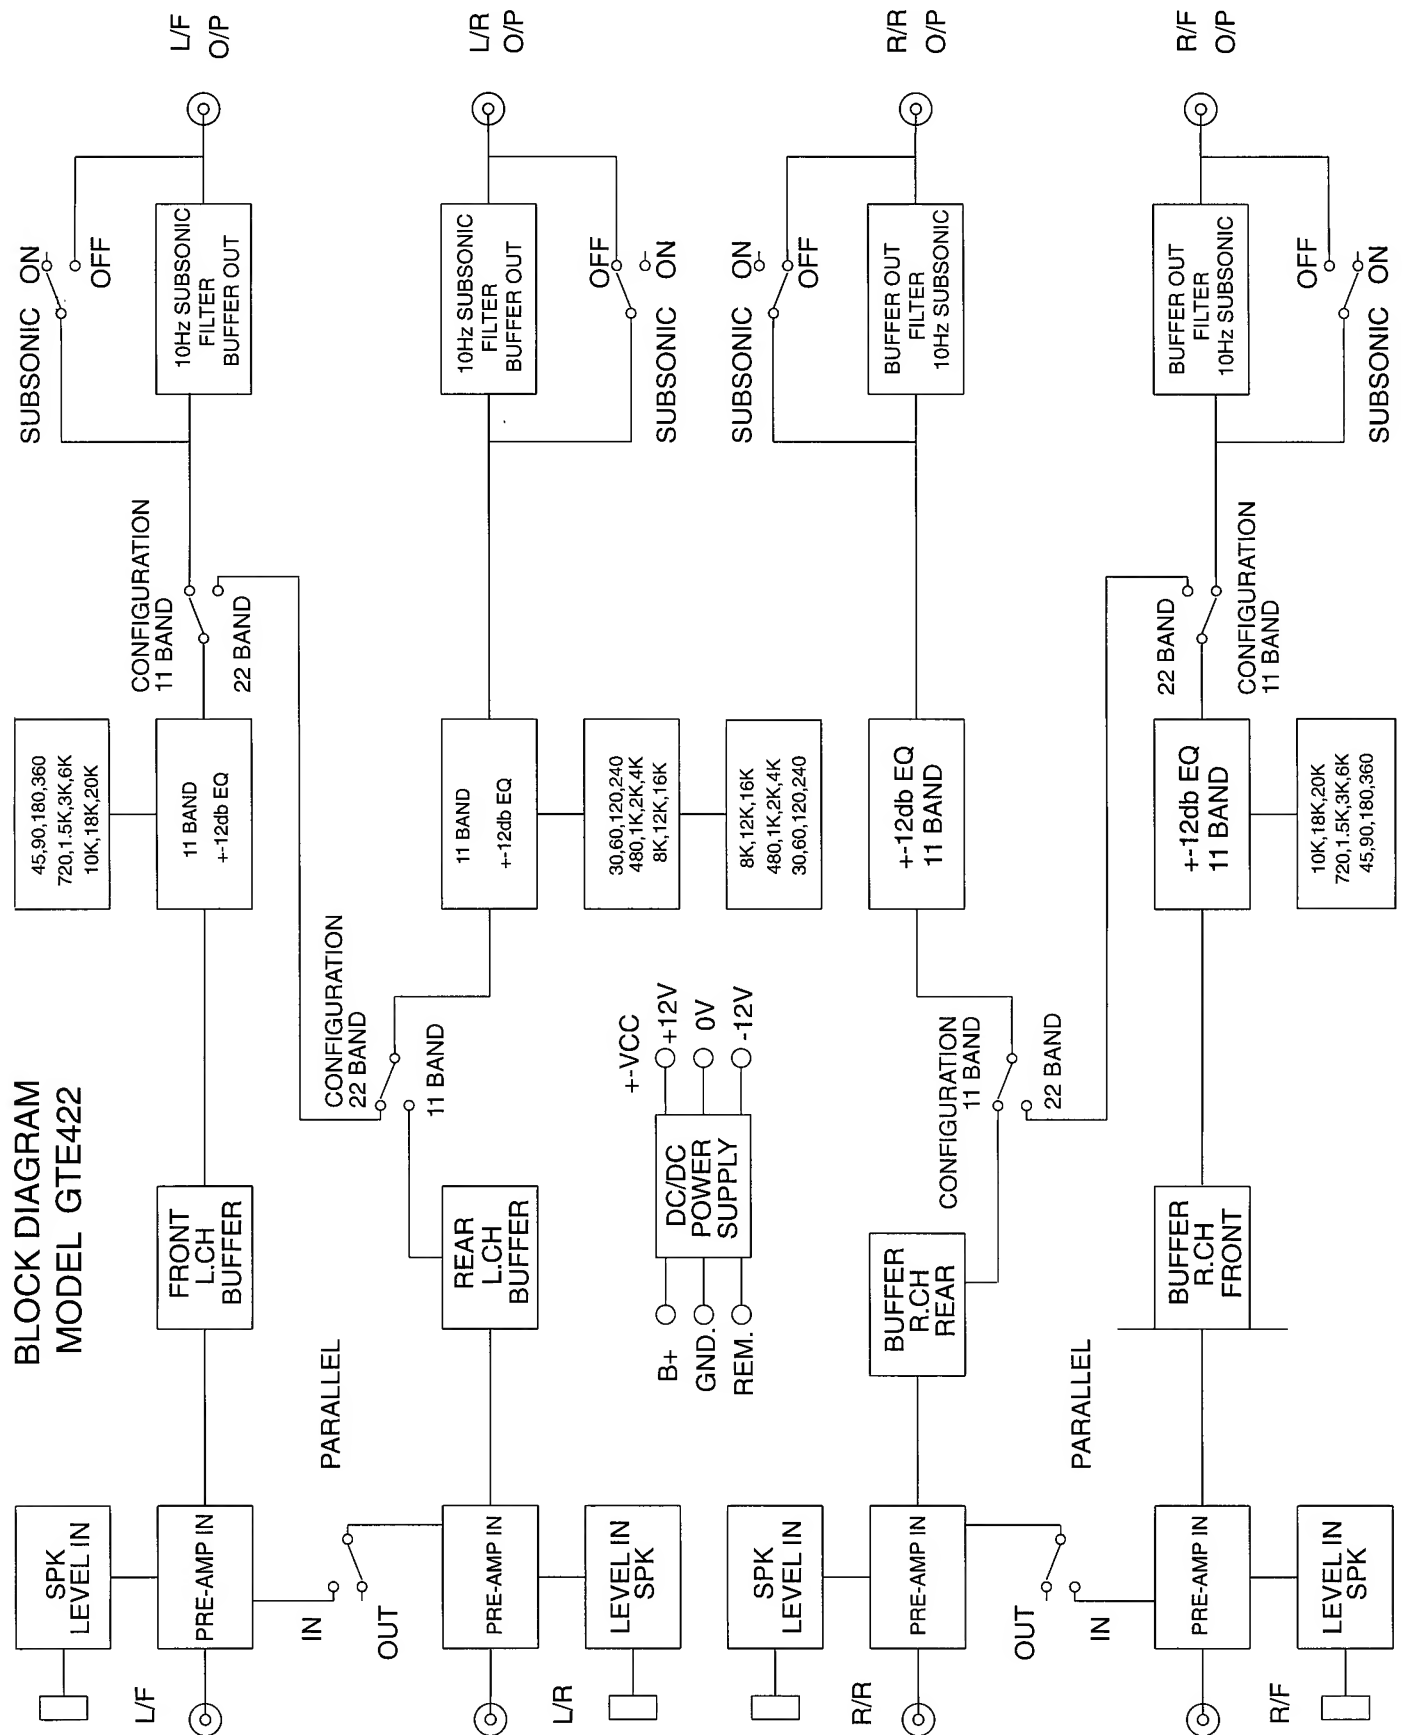 BLOCK DIAGRAM
MODEL GTE422
SPK
LEVEL IN
L/F
PRE-AMP IN
FRONT
L.CH
BUFFER
45,90,180,360
720,1.5K,3K,6K
10K,18K,20K
11 BAND
+-12db EQ
CONFIGURATION
11 BAND
22 BAND
SUBSONIC ON
OFF
10Hz SUBSONIC
FILTER
BUFFER OUT
L/F
O/P
IN
OUT
PARALLEL
CONFIGURATION
22 BAND
11 BAND
L/R
PRE-AMP IN
LEVEL IN
SPK
REAR
L.CH
BUFFER
11 BAND
+-12db EQ
30,60,120,240
480,1K,2K,4K
8K,12K,16K
10Hz SUBSONIC
FILTER
BUFFER OUT
OFF
SUBSONIC ON
L/R
O/P
B+
GND.
REM.
DC/DC
POWER
SUPPLY
+-VCC
+12V
0V
-12V
SPK
LEVEL IN
R/R
PRE-AMP IN
BUFFER
R.CH
REAR
CONFIGURATION
11 BAND
22 BAND
8K,12K,16K
480,1K,2K,4K
30,60,120,240
+-12db EQ
11 BAND
SUBSONIC ON
OFF
BUFFER OUT
FILTER
10Hz SUBSONIC
R/R
O/P
OUT
IN
PARALLEL
R/F
PRE-AMP IN
LEVEL IN
SPK
BUFFER
R.CH
FRONT
+-12db EQ
11 BAND
10K,18K,20K
720,1.5K,3K,6K
45,90,180,360
22 BAND
CONFIGURATION
11 BAND
BUFFER OUT
FILTER
10Hz SUBSONIC
OFF
SUBSONIC ON
R/F
O/P